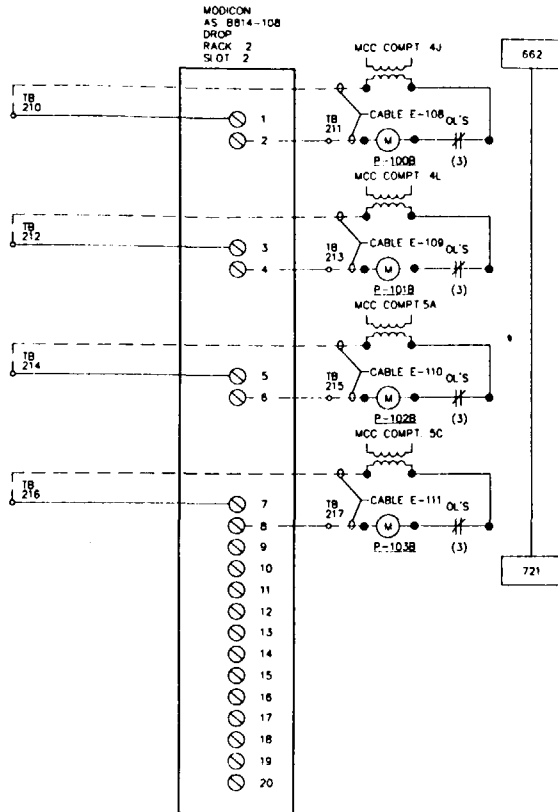 MODICON
AS B814-108
DROP
RACK 2
SLOT 2
MCC COMPT 4J
662
TB
210
1
TB
211
CABLE E-108
OL'S
2
M
P-100B
(3)
MCC COMPT. 4L
TB
212
3
TB
213
CABLE E-109
OL'S
4
M
P-101B
(3)
MCC COMPT 5A
TB
214
5
TB
215
CABLE E-110
OL'S
6
M
P-102B
(3)
MCC COMPT. 5C
TB
216
7
TB
217
CABLE E-111
OL'S
8
M
P-103B
(3)
9
721
10
11
12
13
14
15
16
17
18
19
20